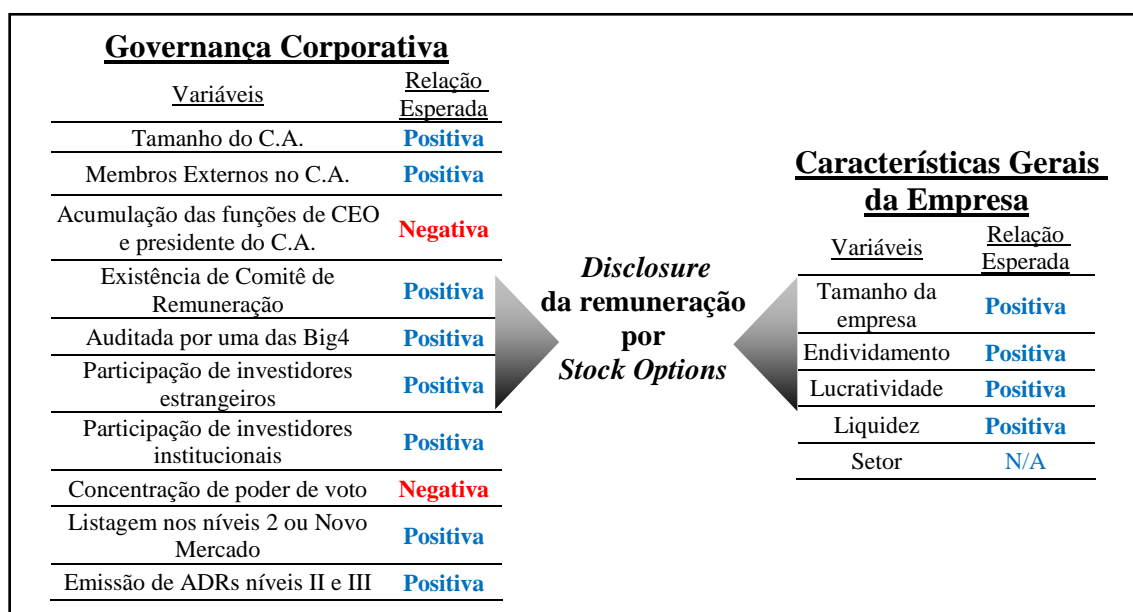 Governança Corporativa
Variáveis
Relação
Esperada
Tamanho do C.A.
Positiva
Membros Externos no C.A.
Positiva
Acumulação das funções de CEO
e presidente do C.A.
Negativa
Existência de Comitê de
Remuneração
Positiva
Auditada por uma das Big4
Positiva
Participação de investidores
estrangeiros
Positiva
Participação de investidores
institucionais
Positiva
Concentração de poder de voto
Negativa
Listagem nos níveis 2 ou Novo
Mercado
Positiva
Emissão de ADRs níveis II e III
Positiva
Disclosure
da remuneração
por
Stock Options
Características Gerais
da Empresa
Variáveis
Relação
Esperada
Tamanho da
empresa
Positiva
Endividamento
Positiva
Lucratividade
Positiva
Liquidez
Positiva
Setor
N/A